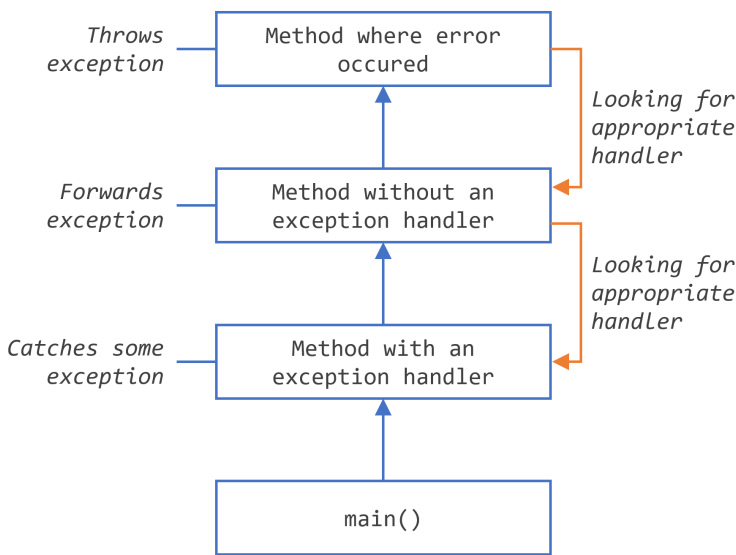 Throws
exception
Method where error
occured
Looking for
appropriate
handler
Forwards
exception
Method without an
exception handler
Looking for
appropriate
handler
Catches some
exception
Method with an
exception handler
main()